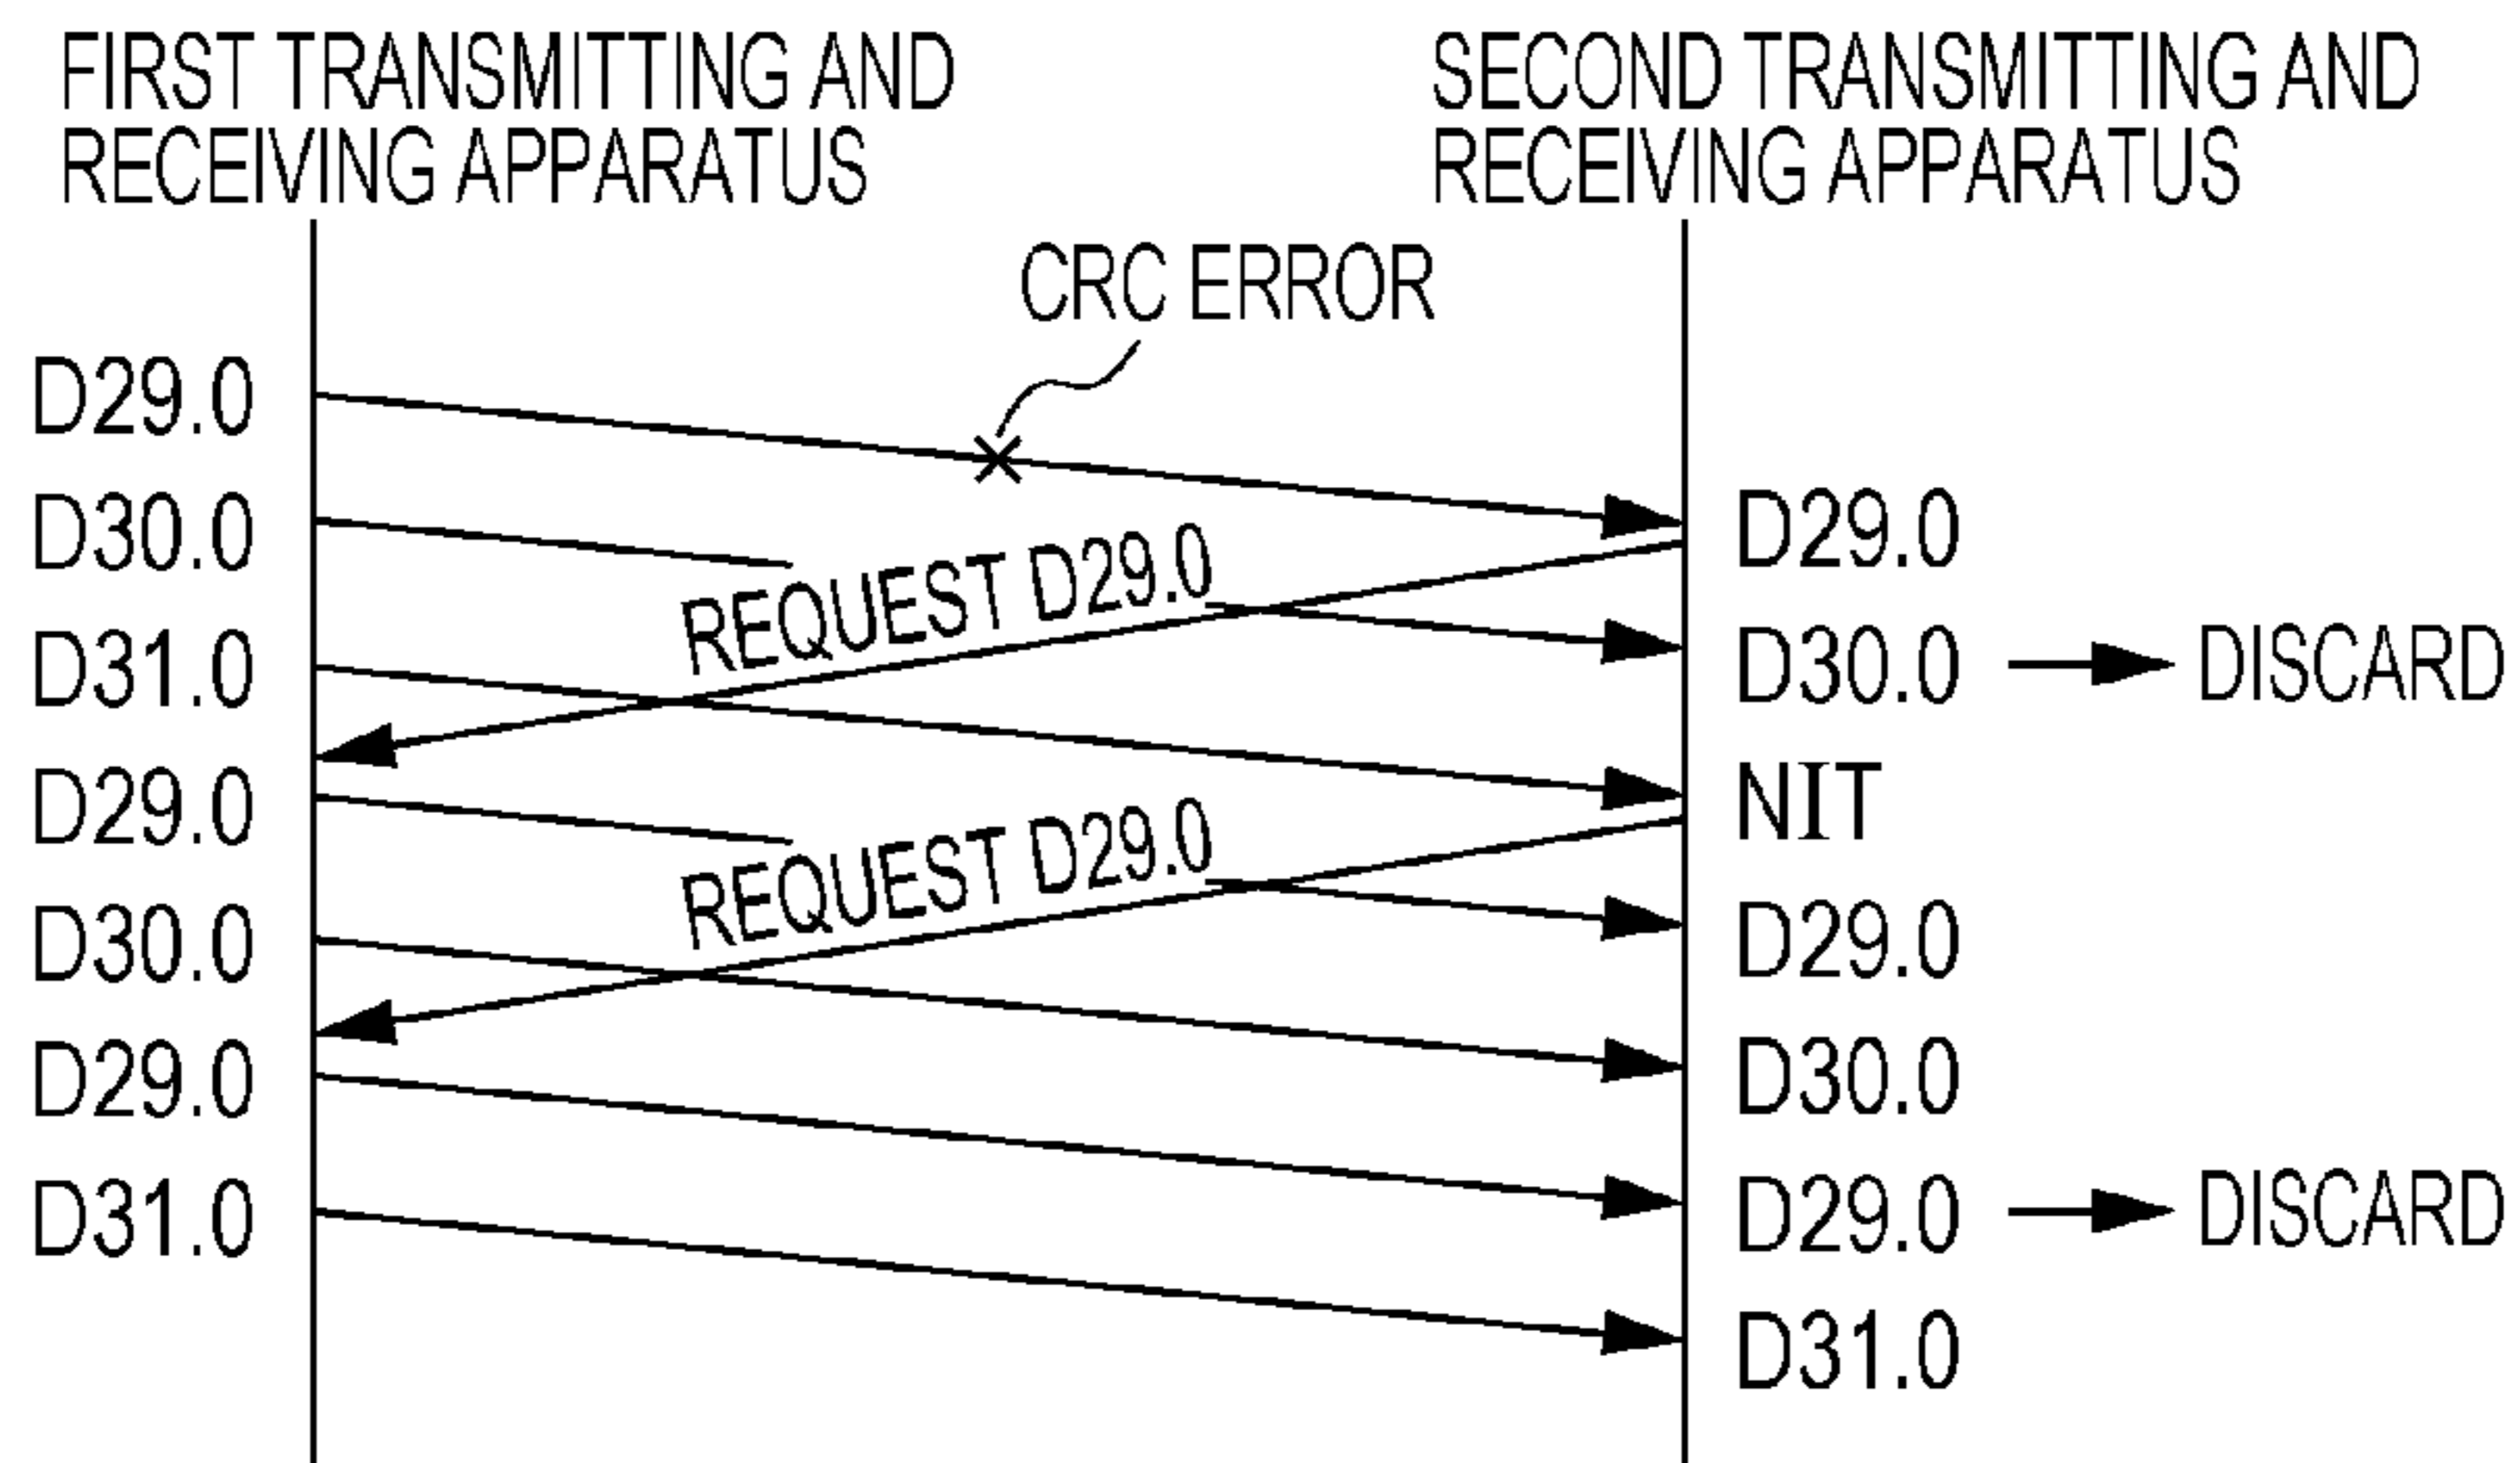 FIRST TRANSMITTING AND
RECEIVING APPARATUS
SECOND TRANSMITTING AND
RECEIVING APPARATUS
CRC ERROR
D29.0
D30.0
D31.0
D29.0
D30.0
D29.0
D31.0
REQUEST D29.0
REQUEST D29.0
D29.0
D30.0 → DISCARD
NIT
D29.0
D30.0
D29.0 → DISCARD
D31.0